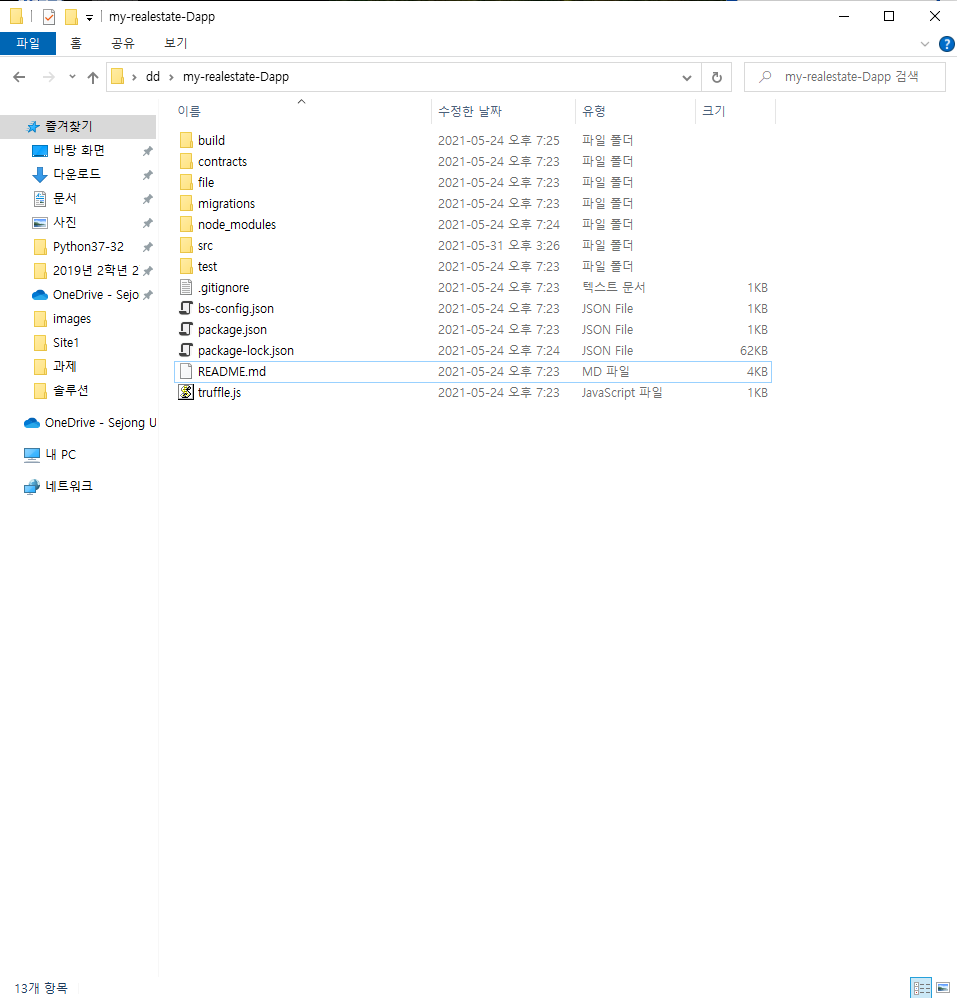 my-realestate-Dapp
파일 홈 공유 보기
dd my-realestate-Dapp my-realestate-Dapp 검색
이름 수정한 날짜 유형 크기
즐겨찾기
바탕 화면
다운로드
문서
사진
Python37-32
2019년 2학년 2
OneDrive - Sejo
images
Site1
과제
솔루션
OneDrive - Sejong U
내 PC
네트워크
build 2021-05-24 오후 7:25 파일 폴더
contracts 2021-05-24 오후 7:23 파일 폴더
file 2021-05-24 오후 7:23 파일 폴더
migrations 2021-05-24 오후 7:23 파일 폴더
node_modules 2021-05-24 오후 7:24 파일 폴더
src 2021-05-31 오후 3:26 파일 폴더
test 2021-05-24 오후 7:23 파일 폴더
.gitignore 2021-05-24 오후 7:23 텍스트 문서 1KB
bs-config.json 2021-05-24 오후 7:23 JSON File 1KB
package.json 2021-05-24 오후 7:23 JSON File 1KB
package-lock.json 2021-05-24 오후 7:24 JSON File 62KB
README.md 2021-05-24 오후 7:23 MD 파일 4KB
truffle.js 2021-05-24 오후 7:23 JavaScript 파일 1KB
13개 항목